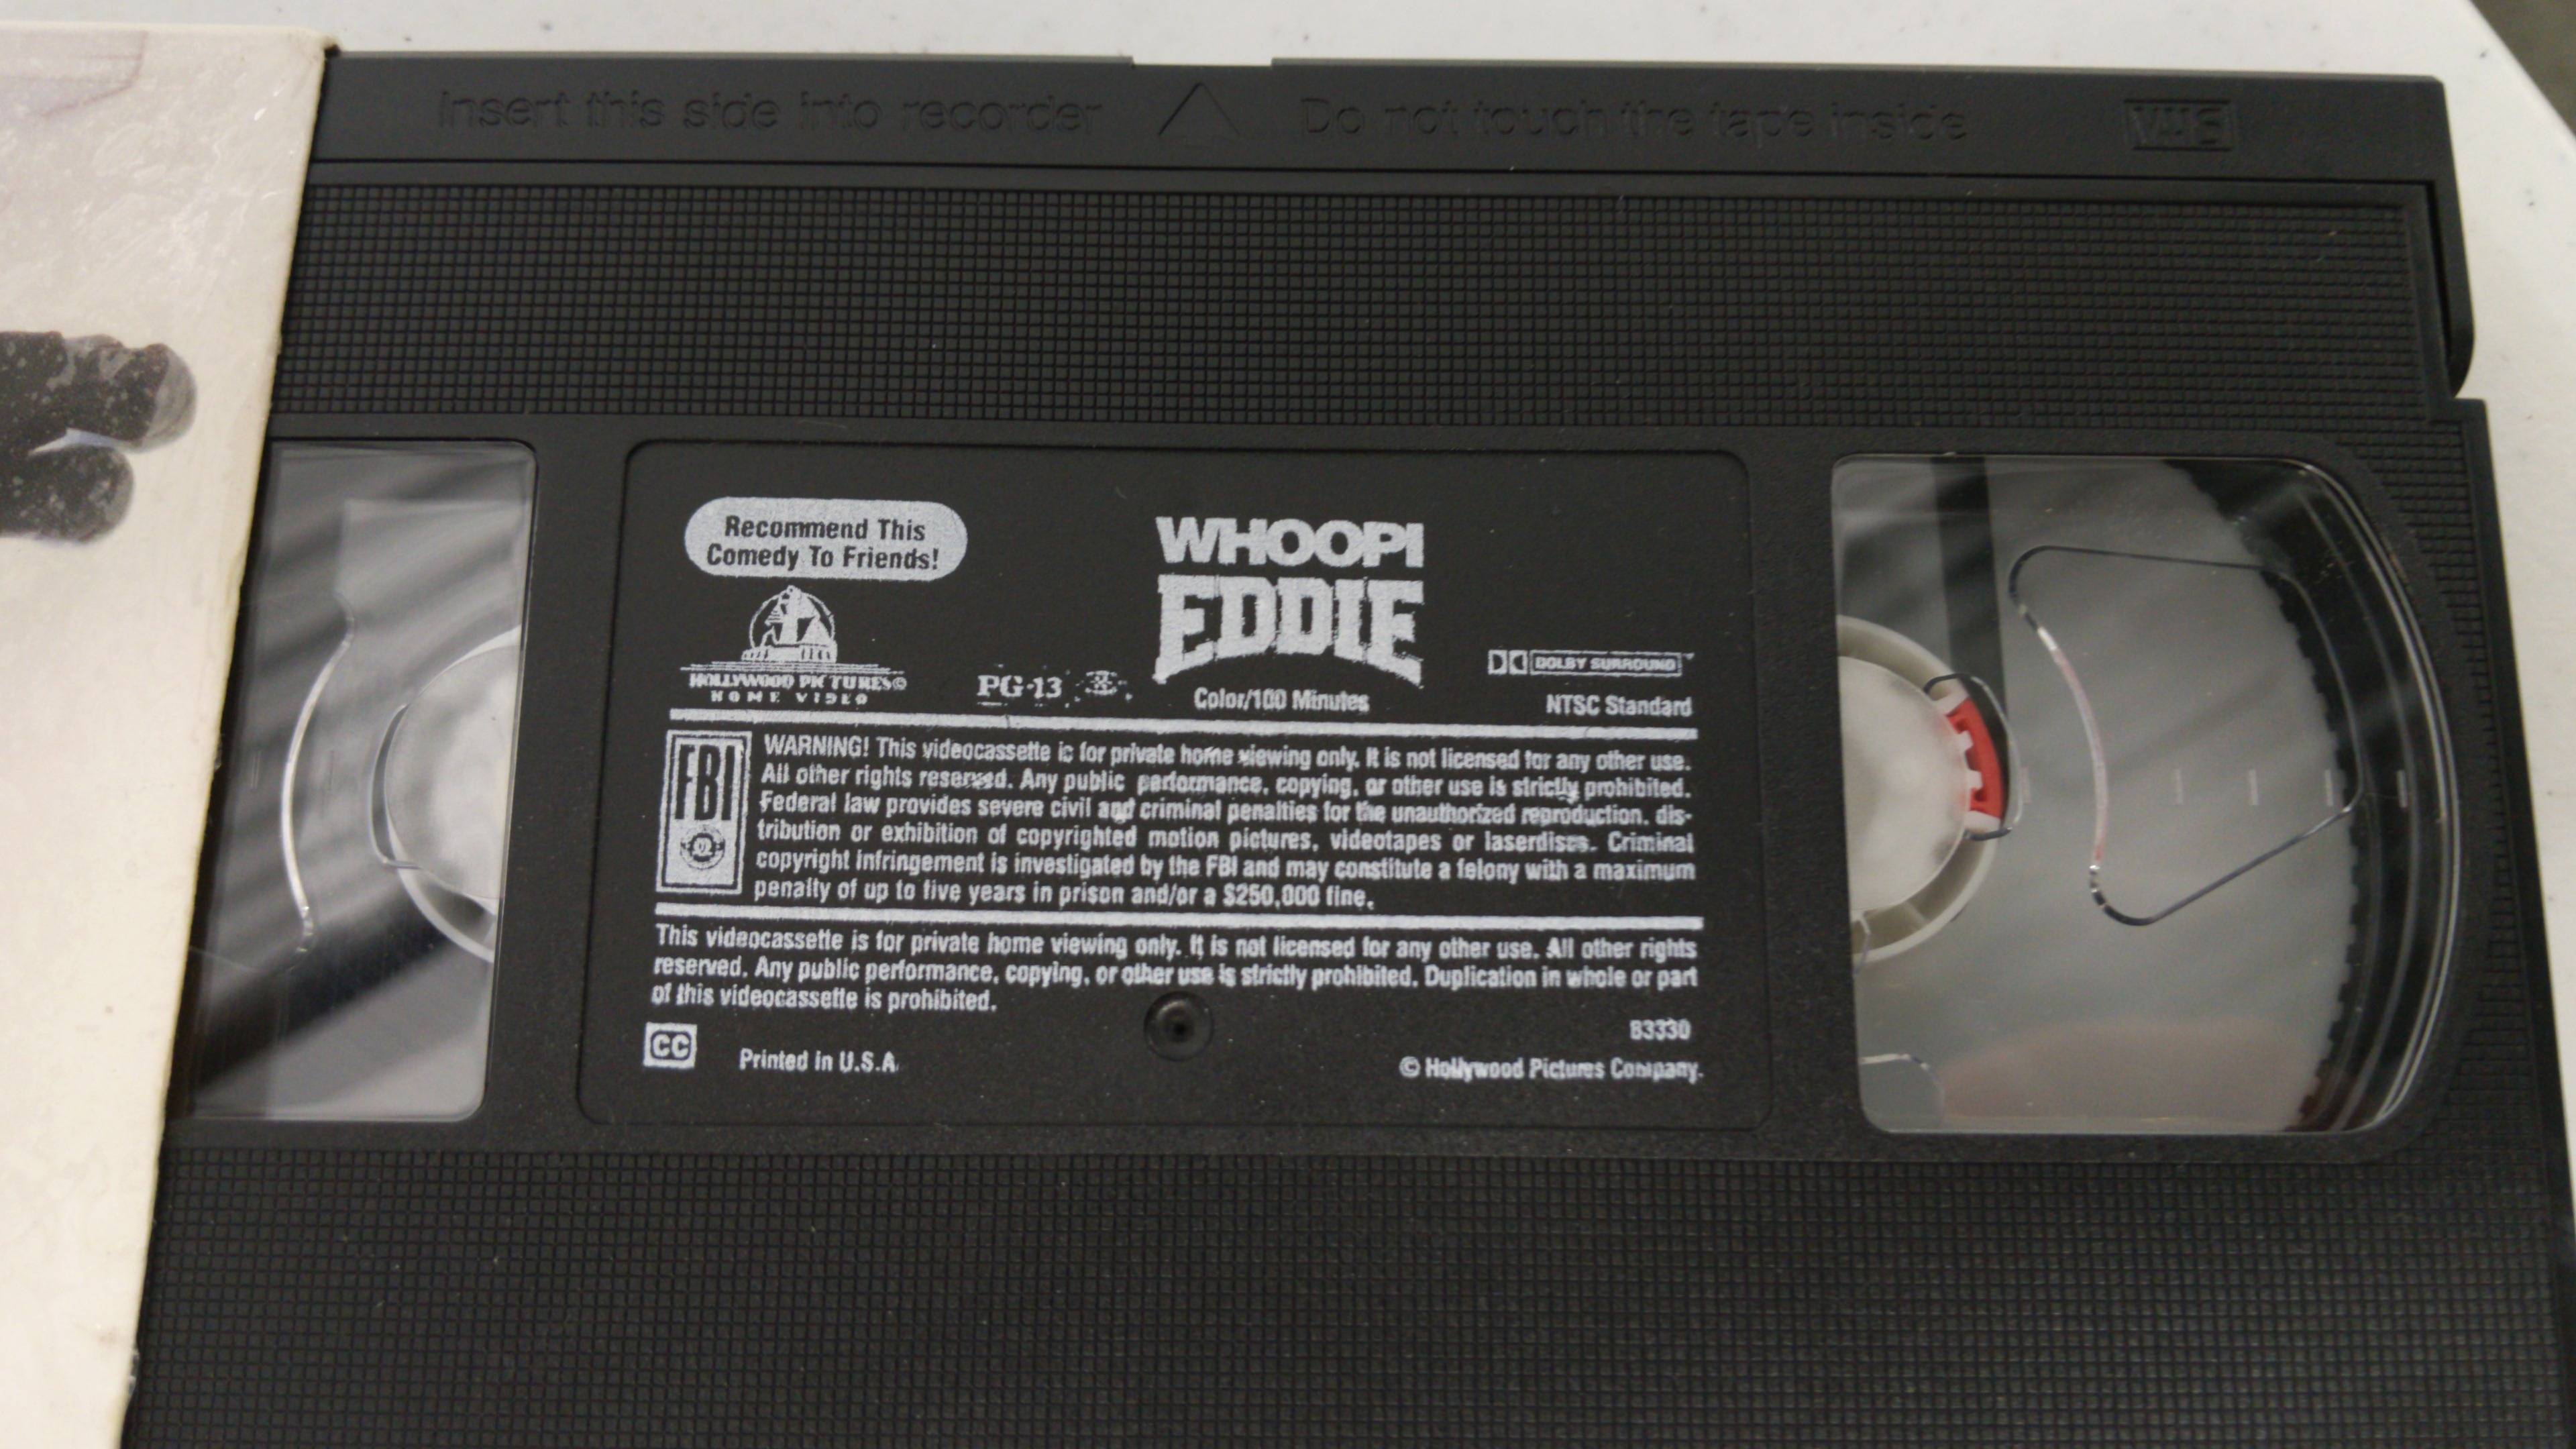 Insert this side into recorder
Do not touch the tape inside
VHS
Recommend This
Comedy To Friends!
HOLLYWOOD PICTURES©
HOME VIDEO
PG-13
WHOOPI
EDDIE
Color/100 Minutes
DOLBY SURROUND
NTSC Standard
FBI
WARNING! This videocassette is for private home viewing only. It is not licensed for any other use.
All other rights reserved. Any public performance, copying, or other use is strictly prohibited.
Federal law provides severe civil and criminal penalties for the unauthorized reproduction, dis-
tribution or exhibition of copyrighted motion pictures, videotapes or laserdiscs. Criminal
copyright infringement is investigated by the FBI and may constitute a felony with a maximum
penalty of up to five years in prison and/or a $250,000 fine.
This videocassette is for private home viewing only. It is not licensed for any other use. All other rights
reserved. Any public performance, copying, or other use is strictly prohibited. Duplication in whole or part
of this videocassette is prohibited.
83330
CC
Printed in U.S.A.
© Hollywood Pictures Company.